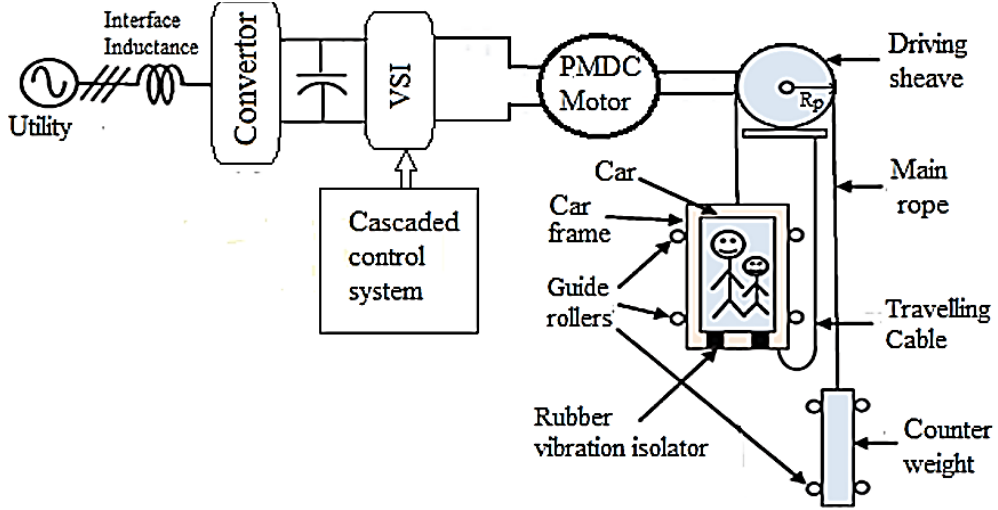 Interface
Inductance
Utility
Convertor
VSI
Cascaded
control
system
PMDC
Motor
Driving
sheave
Rp
Main
rope
Car
Car
frame
Guide
rollers
Travelling
Cable
Rubber
vibration isolator
Counter
weight